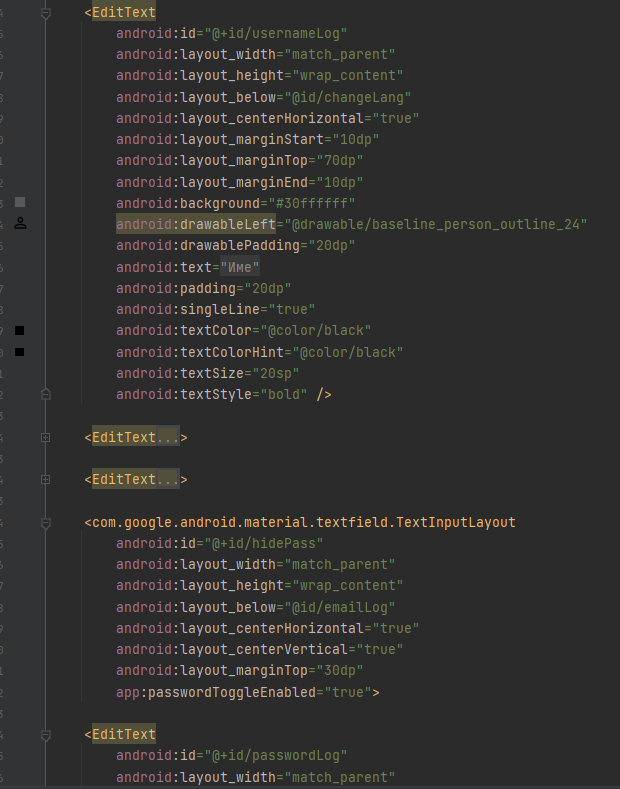 <EditText
android:id="@+id/usernameLog"
android:layout_width="match_parent"
android:layout_height="wrap_content"
android:layout_below="@id/changeLang"
android:layout_centerHorizontal="true"
android:layout_marginStart="10dp"
android:layout_marginTop="70dp"
android:layout_marginEnd="10dp"
android:background="#30ffffff"
android:drawableLeft="@drawable/baseline_person_outline_24"
android:drawablePadding="20dp"
android:text="Име"
android:padding="20dp"
android:singleLine="true"
android:textColor="@color/black"
android:textColorHint="@color/black"
android:textSize="20sp"
android:textStyle="bold" />
<EditText...>
<EditText...>
<com.google.android.material.textfield.TextInputLayout
android:id="@+id/hidePass"
android:layout_width="match_parent"
android:layout_height="wrap_content"
android:layout_below="@id/emailLog"
android:layout_centerHorizontal="true"
android:layout_centerVertical="true"
android:layout_marginTop="30dp"
app:passwordToggleEnabled="true">
<EditText
android:id="@+id/passwordLog"
android:layout_width="match_parent"